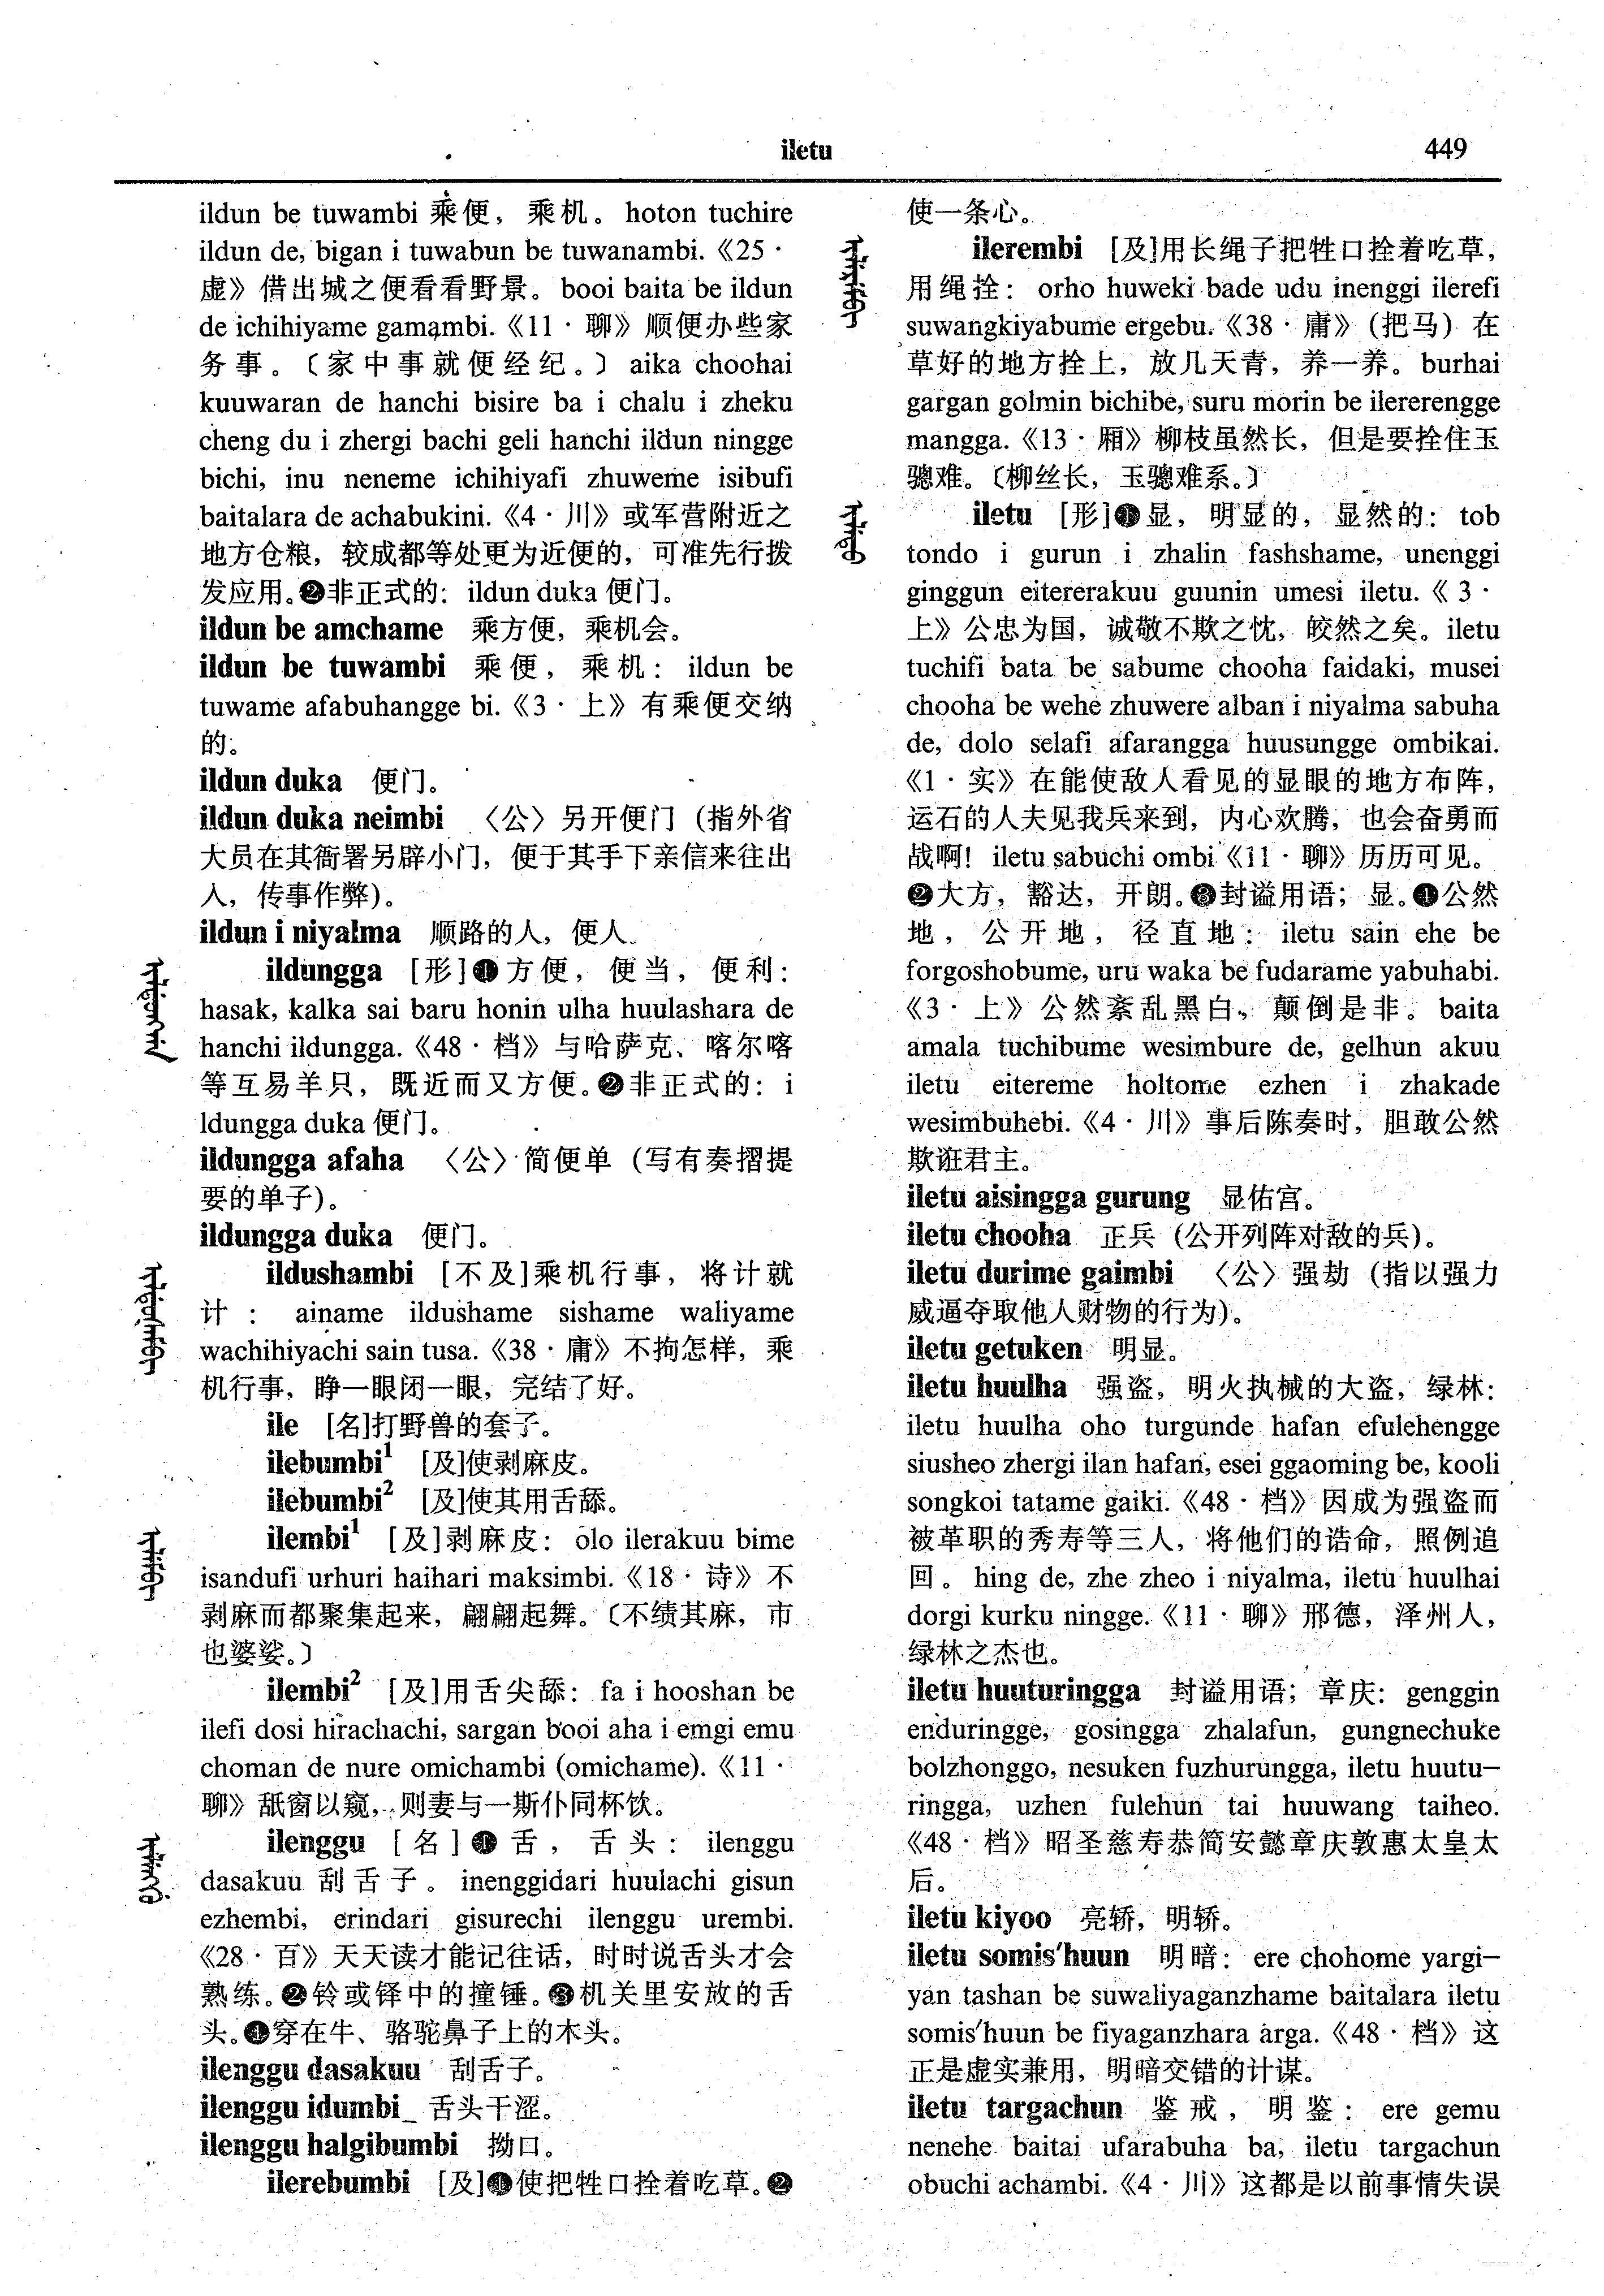 iletu
449
ildun be tuwambi 乘便，乘机。hoton tuchire
ildun de, bigan i tuwabun be tuwanambi.《25·
虚》借出城之便看看野景。booi baita be ildun
de ichihiyame gamambi.《11·聊》顺便办些家
务事。〔家中事就便经纪。〕aika choohai
kuuwaran de hanchi bisire ba i chalu i zheku
cheng du i zhergi bachi geli hanchi ildun ningge
bichi, inu neneme ichihiyafi zhuweme isibufi
baitalara de achabukini.《4·川》或军营附近之
地方仓粮，较成都等处更为近便的，可准先行拨
发应用。❷非正式的：ildun duka 便门。
ildun be amchame 乘方便，乘机会。
ildun be tuwambi 乘便，乘机：ildun be
tuwame afabuhangge bi.《3·上》有乘便交纳
的。
ildun duka 便门。
ildun duka neimbi 〈公〉另开便门（指外省
大员在其衙署另辟小门，便于其手下亲信来往出
人，传事作弊）。
ildun i niyalma 顺路的人，便人。
ildungga [形]❶方便，便当，便利：
hasak, kalka sai baru honin ulha huulashara de
hanchi ildungga.《48·档》与哈萨克、喀尔喀
等互易羊只，既近而又方便。❷非正式的：i
ldungga duka 便门。
ildungga afaha 〈公〉简便单（写有奏摺提
要的单子）。
ildungga duka 便门。
ildushambi [不及]乘机行事，将计就
计：ainame ildushame sishame waliyame
wachihiyachi sain tusa.《38·庸》不拘怎样，乘
机行事，睁一眼闭一眼，完结了好。
ile [名]打野兽的套子。
ilebumbi¹ [及]使剥麻皮。
ilebumbi² [及]使其用舌舔。
ilembi¹ [及]剥麻皮：olo ilerakuu bime
isandufi urhuri haihari maksimbi.《18·诗》不
剥麻而都聚集起来，翩翩起舞。〔不绩其麻，市
也婆娑。〕
ilembi² [及]用舌尖舔：fa i hooshan be
ilefi dosi hirachachi, sargan booi aha i emgi emu
choman de nure omichambi (omichame).《11·
聊》舐窗以窥，则妻与一斯仆同杯饮。
ilenggu [名]❶舌，舌头：ilenggu
dasakuu 刮舌子。inenggidari huulachi gisun
ezhembi, erindari gisurechi ilenggu urembi.
《28·百》天天读才能记往话，时时说舌头才会
熟练。❷铃或铎中的撞锤。❸机关里安放的舌
头。❹穿在牛、骆驼鼻子上的木头。
ilenggu dasakuu 刮舌子。
ilenggu idumbi 舌头干涩。
ilenggu halgibumbi 拗口。
ilerebumbi [及]❶使把牲口拴着吃草。❷
使一条心。
ilerembi [及]用长绳子把牲口拴着吃草，
用绳拴：orho huweki bade udu inenggi ilerefi
suwangkiyabume ergebu.《38·庸》（把马）在
草好的地方拴上，放几天青，养一养。burhai
gargan golmin bichibe, suru morin be ilererengge
mangga.《13·厢》柳枝虽然长，但是要拴住玉
骢难。〔柳丝长，玉骢难系。〕
iletu [形]❶显，明显的，显然的：tob
tondo i gurun i zhalin fashshame, unenggi
ginggun eitererakuu guunin umesi iletu.《3·
上》公忠为国，诚敬不欺之忱，皎然之矣。iletu
tuchifi bata be sabume chooha faidaki, musei
chooha be wehe zhuwere alban i niyalma sabuha
de, dolo selafi afarangga huusungge ombikai.
《1·实》在能使敌人看见的显眼的地方布阵，
运石的人夫见我兵来到，内心欢腾，也会奋勇而
战啊！iletu sabuchi ombi《11·聊》历历可见。
❷大方，豁达，开朗。❸封谥用语；显。❹公然
地，公开地，径直地：iletu sain ehe be
forgoshobume, uru waka be fudarame yabuhabi.
《3·上》公然紊乱黑白，颠倒是非。baita
amala tuchibume wesimbure de, gelhun akuu
iletu eitereme holtome ezhen i zhakade
wesimbuhebi.《4·川》事后陈奏时，胆敢公然
欺诳君主。
iletu aisingga gurung 显佑宫。
iletu chooha 正兵（公开列阵对敌的兵）。
iletu durime gaimbi 〈公〉强劫（指以强力
威逼夺取他人财物的行为）。
iletu getuken 明显。
iletu huulha 强盗，明火执械的大盗，绿林：
iletu huulha oho turgunde hafan efulehengge
siusheo zhergi ilan hafan, esei ggaoming be, kooli
songkoi tatame gaiki.《48·档》因成为强盗而
被革职的秀寿等三人，将他们的诰命，照例追
回。hing de, zhe zheo i niyalma, iletu huulhai
dorgi kurku ningge.《11·聊》邢德，泽州人，
绿林之杰也。
iletu huuturingga 封谥用语；章庆：genggin
enduringge, gosingga zhalafun, gungnechuke
bolzhonggo, nesuken fuzhurungga, iletu huutu-
ringga, uzhen fulehun tai huuwang taiheo.
《48·档》昭圣慈寿恭简安懿章庆敦惠太皇太
后。
iletu kiyoo 亮轿，明轿。
iletu somis′huun 明暗：ere chohome yargi-
yan tashan be suwaliyaganzhame baitalara iletu
somis′huun be fiyaganzhara arga.《48·档》这
正是虚实兼用，明暗交错的计谋。
iletu targachun 鉴戒，明鉴：ere gemu
nenehe baitai ufarabuha ba, iletu targachun
obuchi achambi.《4·川》这都是以前事情失误